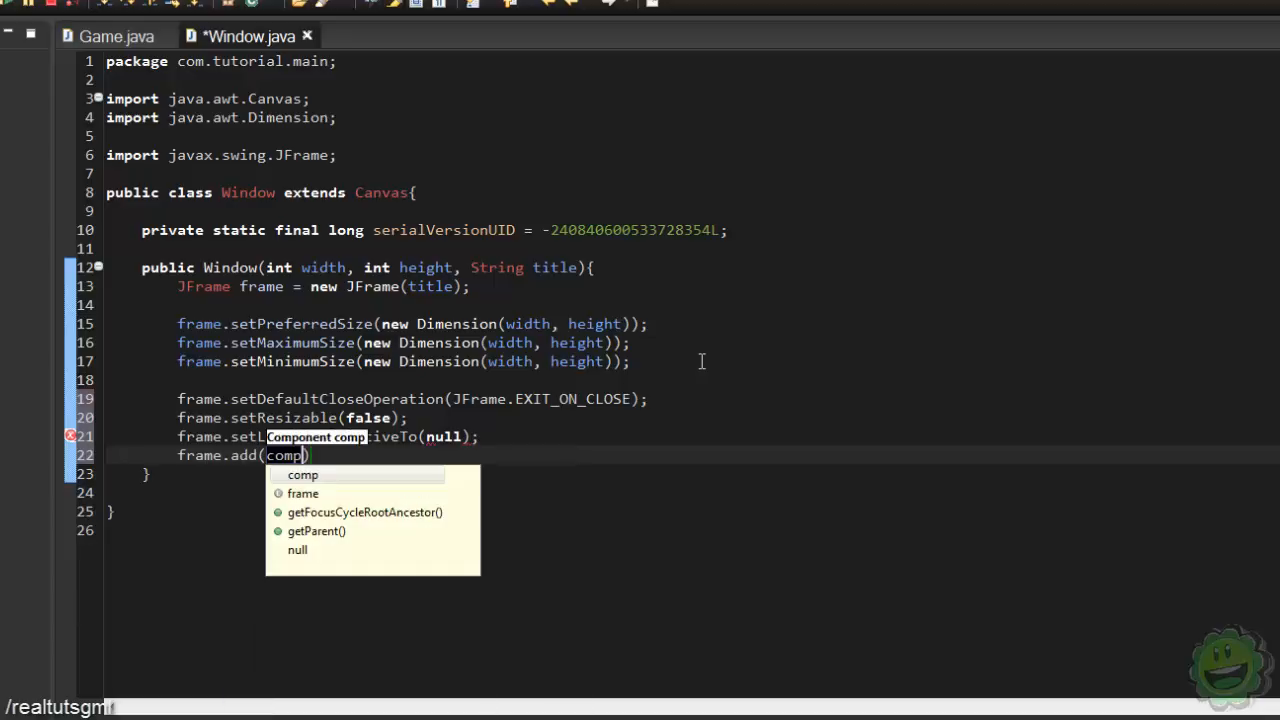 Game.java
*Window.java
1 package com.tutorial.main;
2
3 import java.awt.Canvas;
4 import java.awt.Dimension;
5
6 import javax.swing.JFrame;
7
8 public class Window extends Canvas{
9
10 private static final long serialVersionUID = -240840600533728354L;
11
12 public Window(int width, int height, String title){
13 JFrame frame = new JFrame(title);
14
15 frame.setPreferredSize(new Dimension(width, height));
16 frame.setMaximumSize(new Dimension(width, height));
17 frame.setMinimumSize(new Dimension(width, height));
18
19 frame.setDefaultCloseOperation(JFrame.EXIT_ON_CLOSE);
20 frame.setResizable(false);
21 frame.setL Component comp tiveTo(null);
22 frame.add(comp)
23 }
comp
24
frame
25 }
getFocusCycleRootAncestor()
26
getParent()
null
/realtutsgm